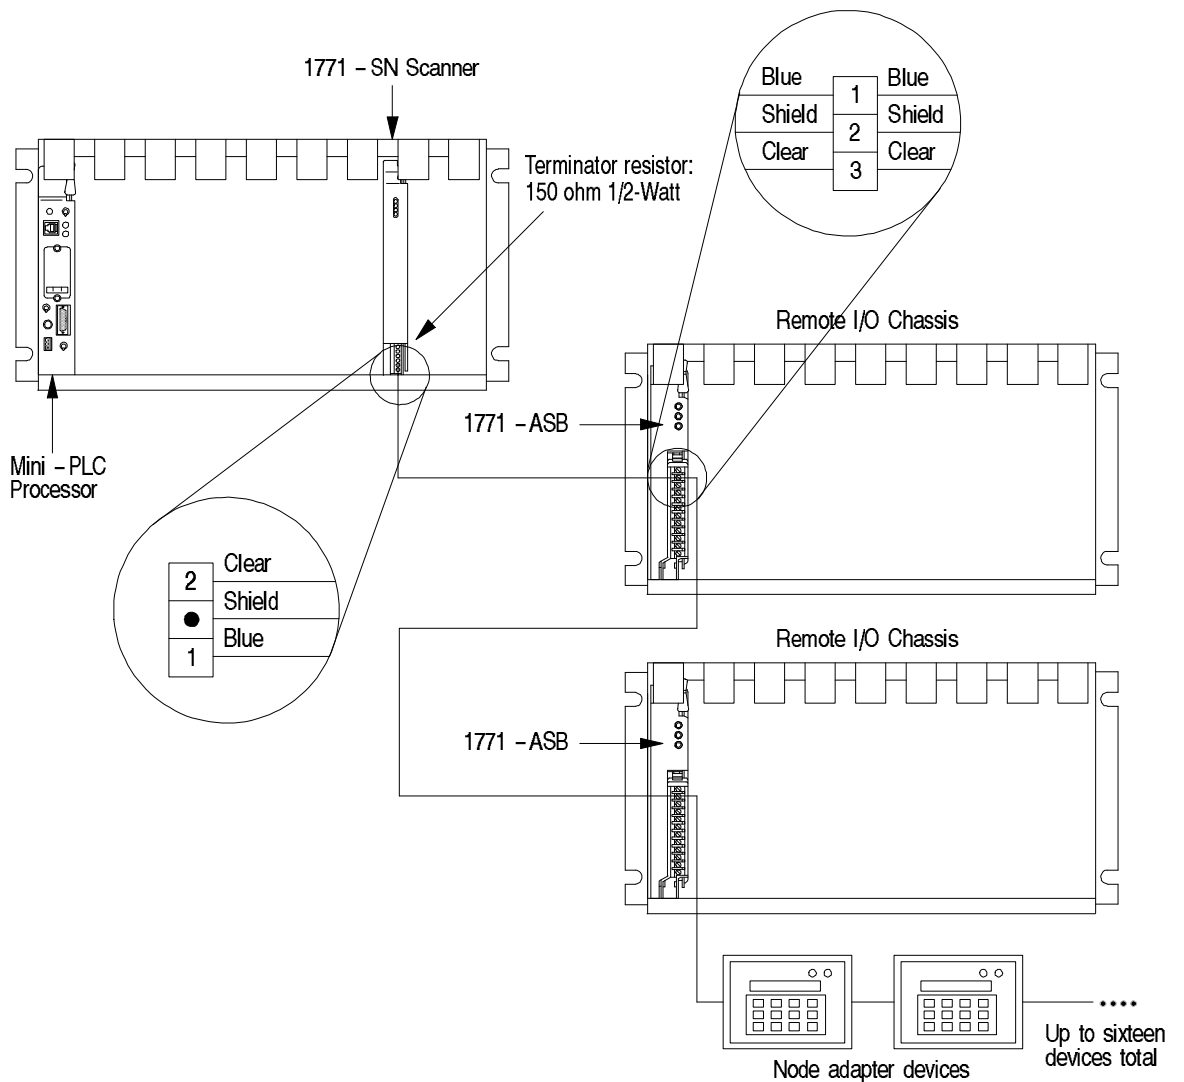 1771 – SN Scanner
Terminator resistor:
150 ohm 1/2-Watt
Blue 1 Blue
Shield 2 Shield
Clear 3 Clear
Remote I/O Chassis
1771 – ASB
Mini – PLC
Processor
2 Clear
Shield
1 Blue
Remote I/O Chassis
1771 – ASB
Node adapter devices
Up to sixteen
devices total